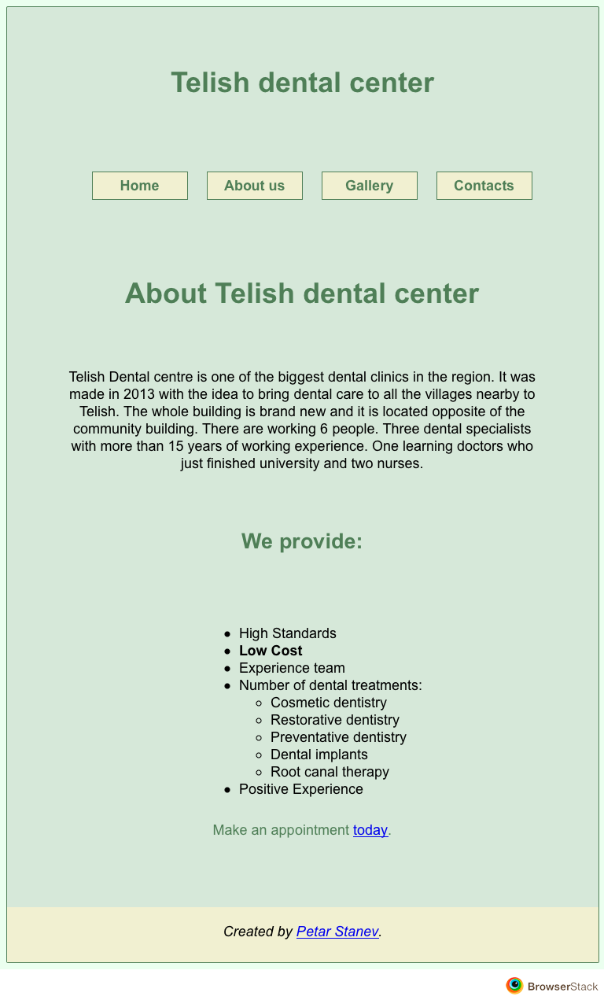 Telish dental center
Home About us Gallery Contacts
About Telish dental center
Telish Dental centre is one of the biggest dental clinics in the region. It was
made in 2013 with the idea to bring dental care to all the villages nearby to
Telish. The whole building is brand new and it is located opposite of the
community building. There are working 6 people. Three dental specialists
with more than 15 years of working experience. One learning doctors who
just finished university and two nurses.
We provide:
High Standards
Low Cost
Experience team
Number of dental treatments:
Cosmetic dentistry
Restorative dentistry
Preventative dentistry
Dental implants
Root canal therapy
Positive Experience
Make an appointment today.
Created by Petar Stanev.
BrowserStack